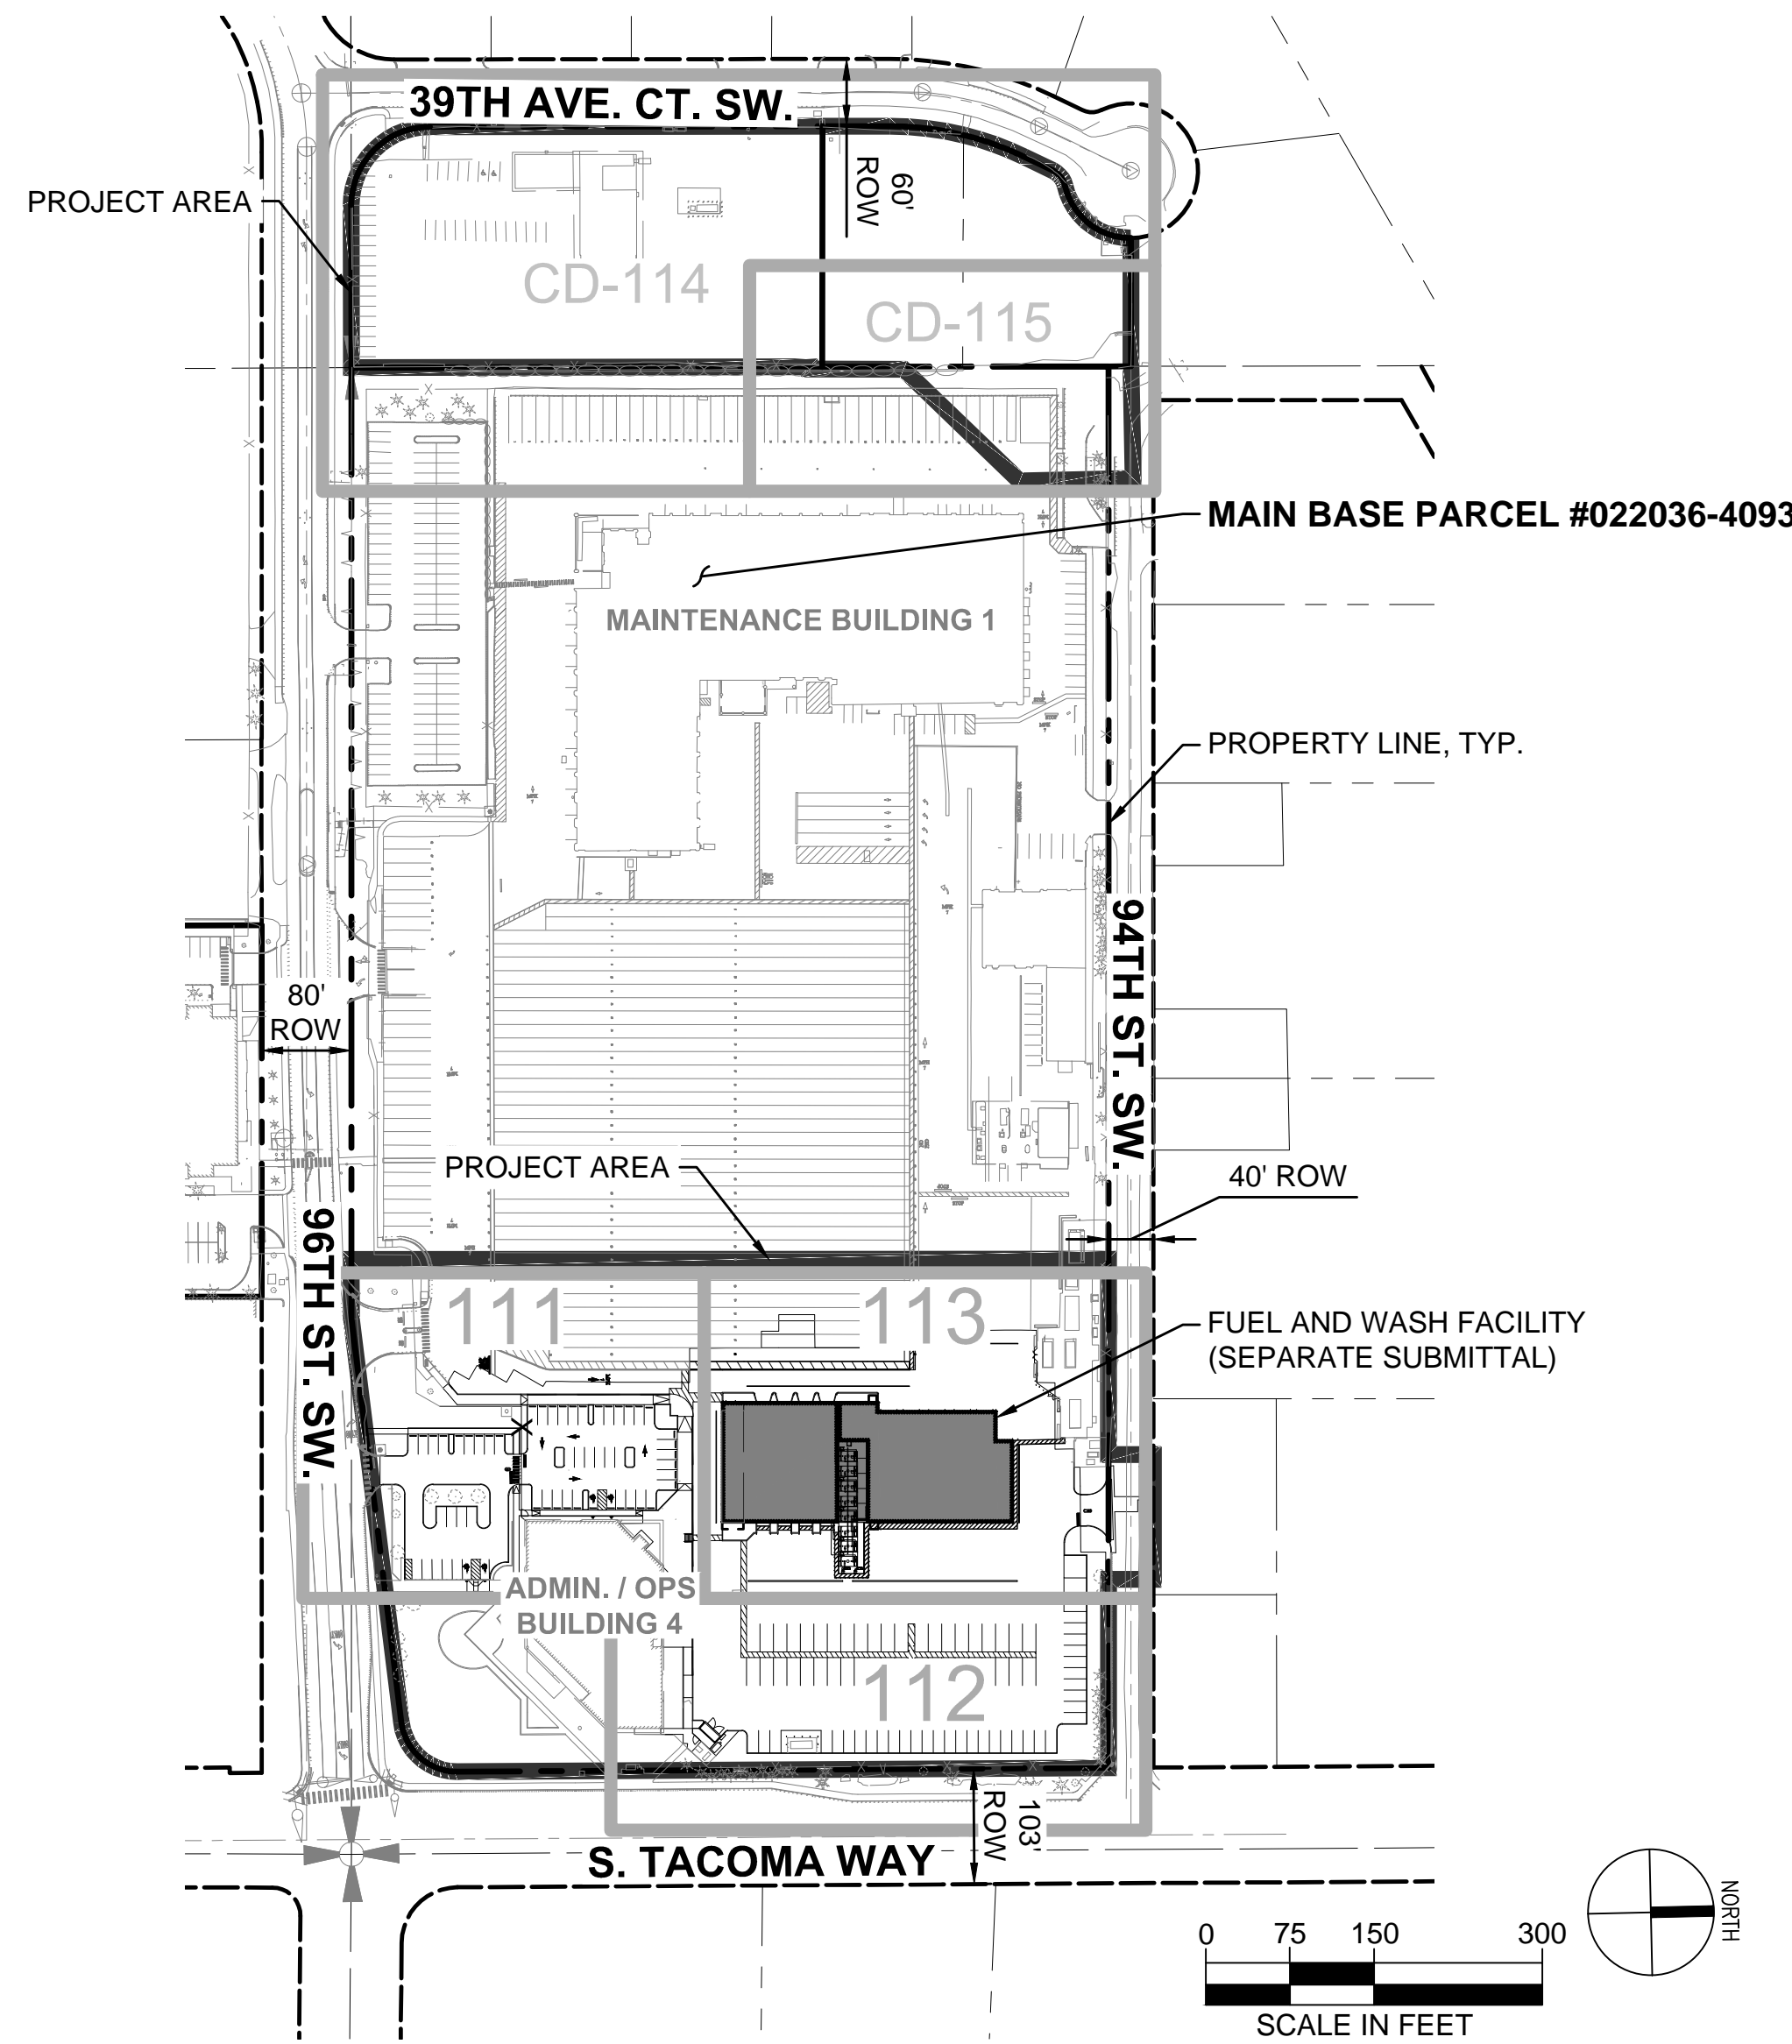 39TH AVE. CT. SW.
PROJECT AREA
60'
ROW
CD-114
CD-115
MAIN BASE PARCEL #022036-4093
MAINTENANCE BUILDING 1
PROPERTY LINE, TYP.
94TH ST. SW.
80'
ROW
PROJECT AREA
40' ROW
96TH ST. SW.
111
113
FUEL AND WASH FACILITY
(SEPARATE SUBMITTAL)
ADMIN. / OPS
BUILDING 4
112
103'
ROW
S. TACOMA WAY
NORTH
0 75 150 300
SCALE IN FEET